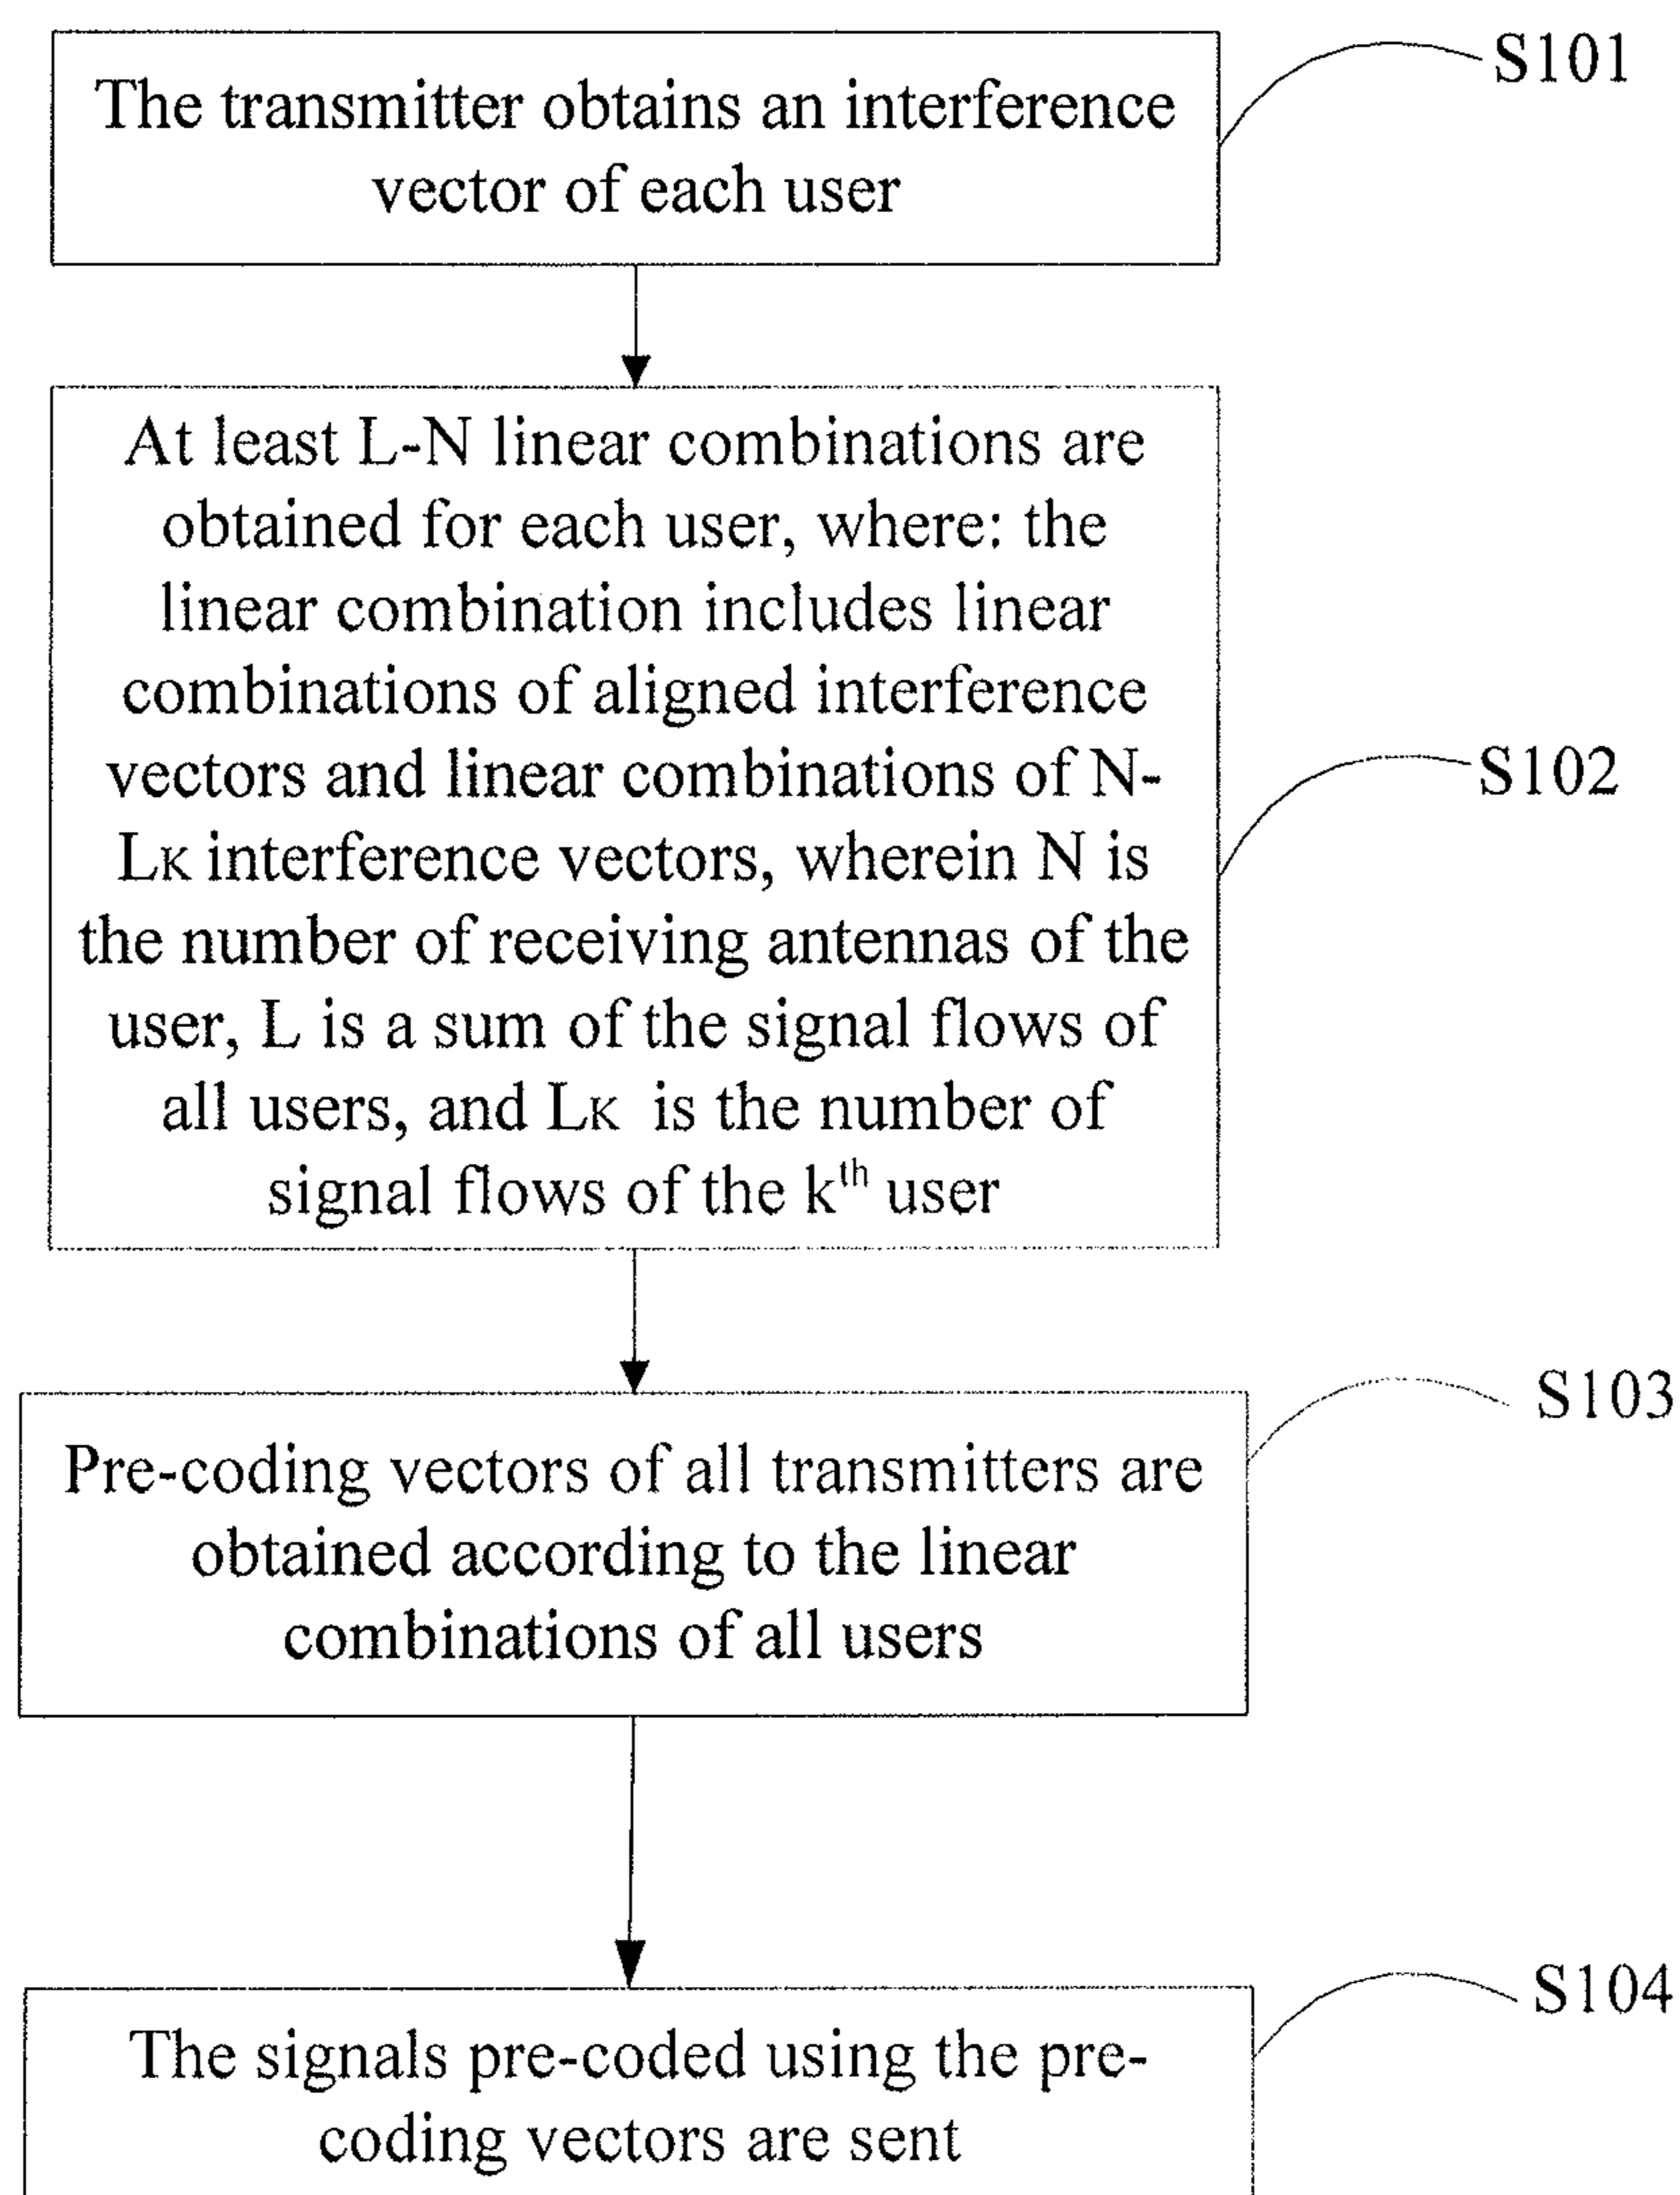 The transmitter obtains an interference
vector of each user
S101
At least L-N linear combinations are
obtained for each user, where: the
linear combination includes linear
combinations of aligned interference
vectors and linear combinations of N-
LK interference vectors, wherein N is
the number of receiving antennas of the
user, L is a sum of the signal flows of
all users, and LK is the number of
signal flows of the kth user
S102
Pre-coding vectors of all transmitters are
obtained according to the linear
combinations of all users
S103
The signals pre-coded using the pre-
coding vectors are sent
S104